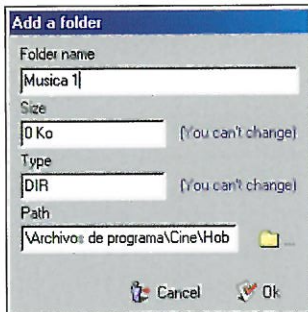 Add a folder
Folder name
Musica 1
Size
0 Ko (You can't change)
Type
DIR (You can't change)
Path
\Archivos de programa\Cine\Hob ...
Cancel Ok